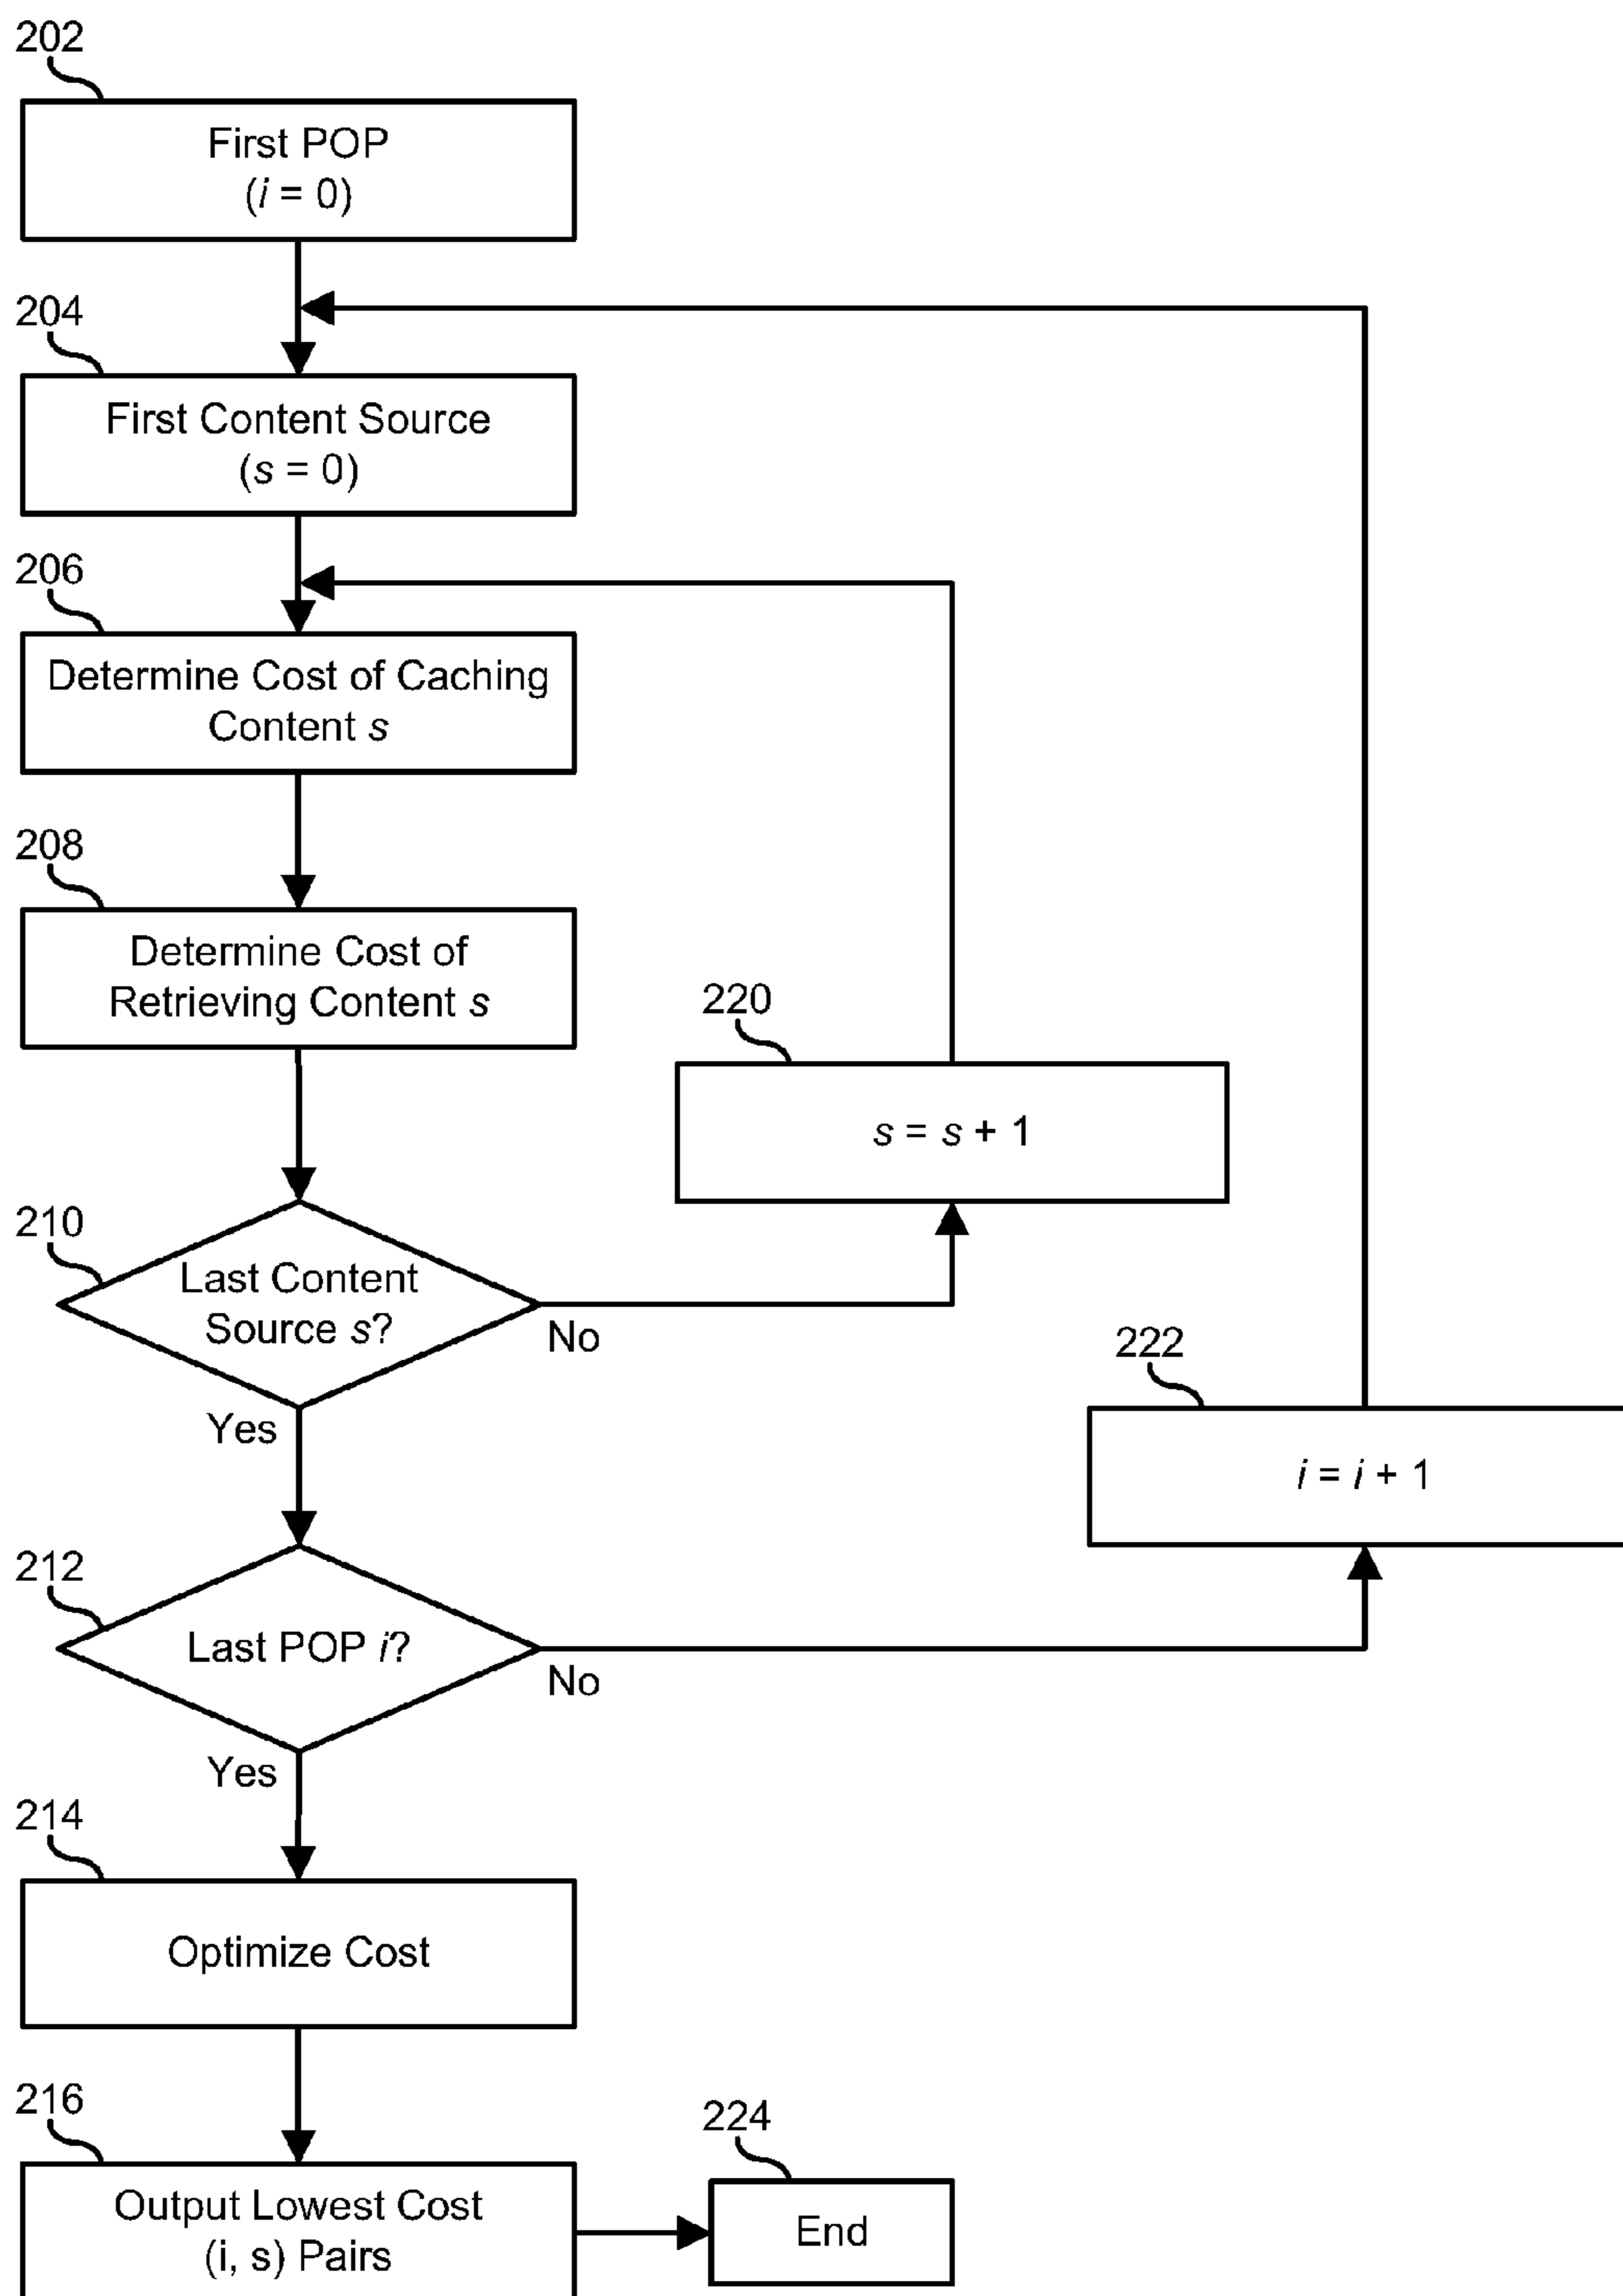 202
First POP
(i = 0)
204
First Content Source
(s = 0)
206
Determine Cost of Caching
Content s
208
Determine Cost of
Retrieving Content s
220
s = s + 1
210
Last Content
Source s?
No
Yes
222
i = i + 1
212
Last POP i?
No
Yes
214
Optimize Cost
216
Output Lowest Cost
(i, s) Pairs
224
End